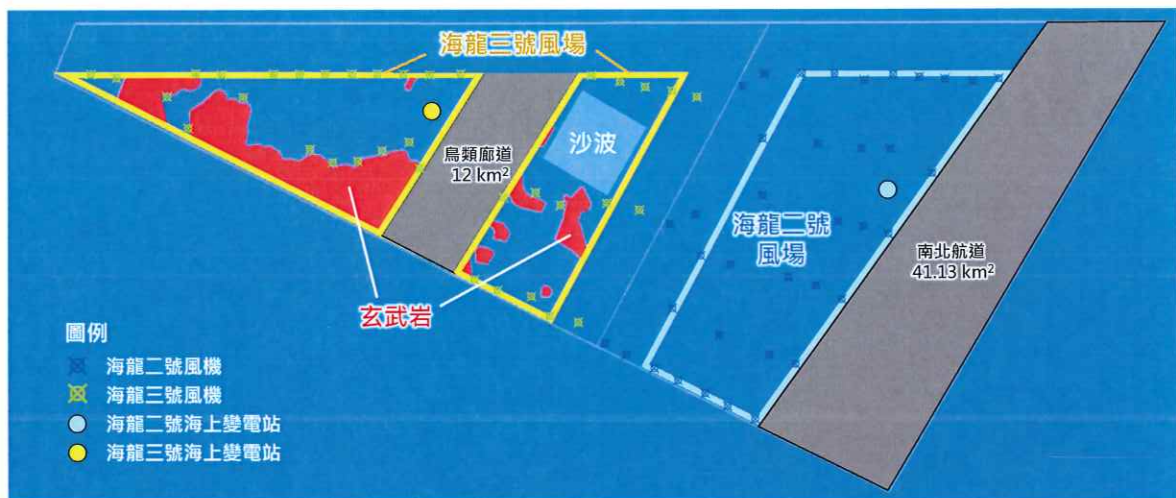 海龍三號風場
沙波
鳥類廊道
12 km²
海龍二號
風場
南北航道
41.13 km²
玄武岩
圖例
海龍二號風機
海龍三號風機
海龍二號海上變電站
海龍三號海上變電站